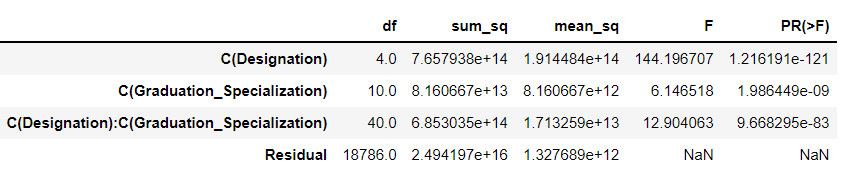 df sum_sq mean_sq F PR(>F)
C(Designation) 4.0 7.657938e+14 1.914484e+14 144.196707 1.216191e-121
C(Graduation_Specialization) 10.0 8.160667e+13 8.160667e+12 6.146518 1.986449e-09
C(Designation):C(Graduation_Specialization) 40.0 6.853035e+14 1.713259e+13 12.904063 9.668295e-83
Residual 18786.0 2.494197e+16 1.327689e+12 NaN NaN